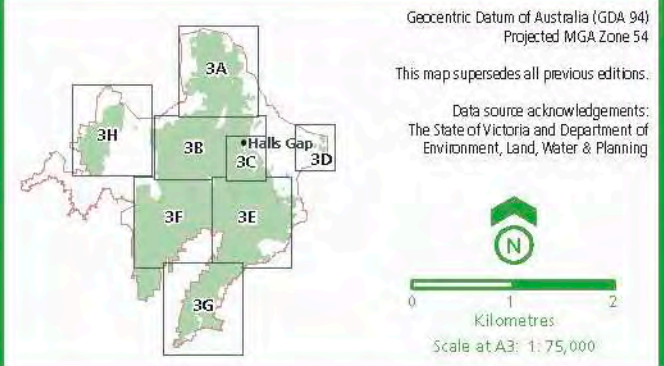 Geocentric Datum of Australia (GDA 94)
Projected MGA Zone 54
This map supersedes all previous editions.
Data source acknowledgements:
The State of Victoria and Department of
Environment, Land, Water & Planning
3A
3H
3B
Halls Gap
3C
3D
3F
3E
3G
N
0 1 2
Kilometres
Scale at A3: 1:75,000